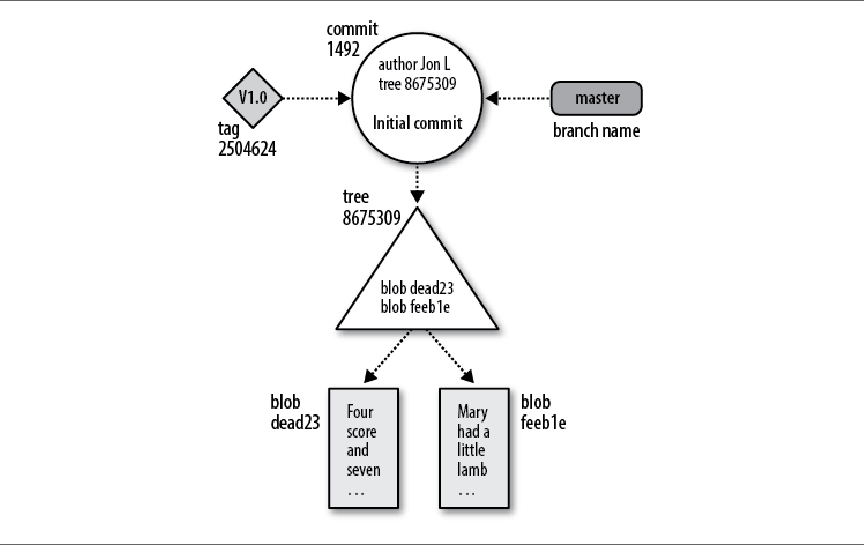 commit
1492
author Jon L
tree 8675309
Initial commit
V1.0
tag
2504624
master
branch name
tree
8675309
blob dead23
blob feeb1e
blob
dead23
Four
score
and
seven
...
Mary
had a
little
lamb
...
blob
feeb1e